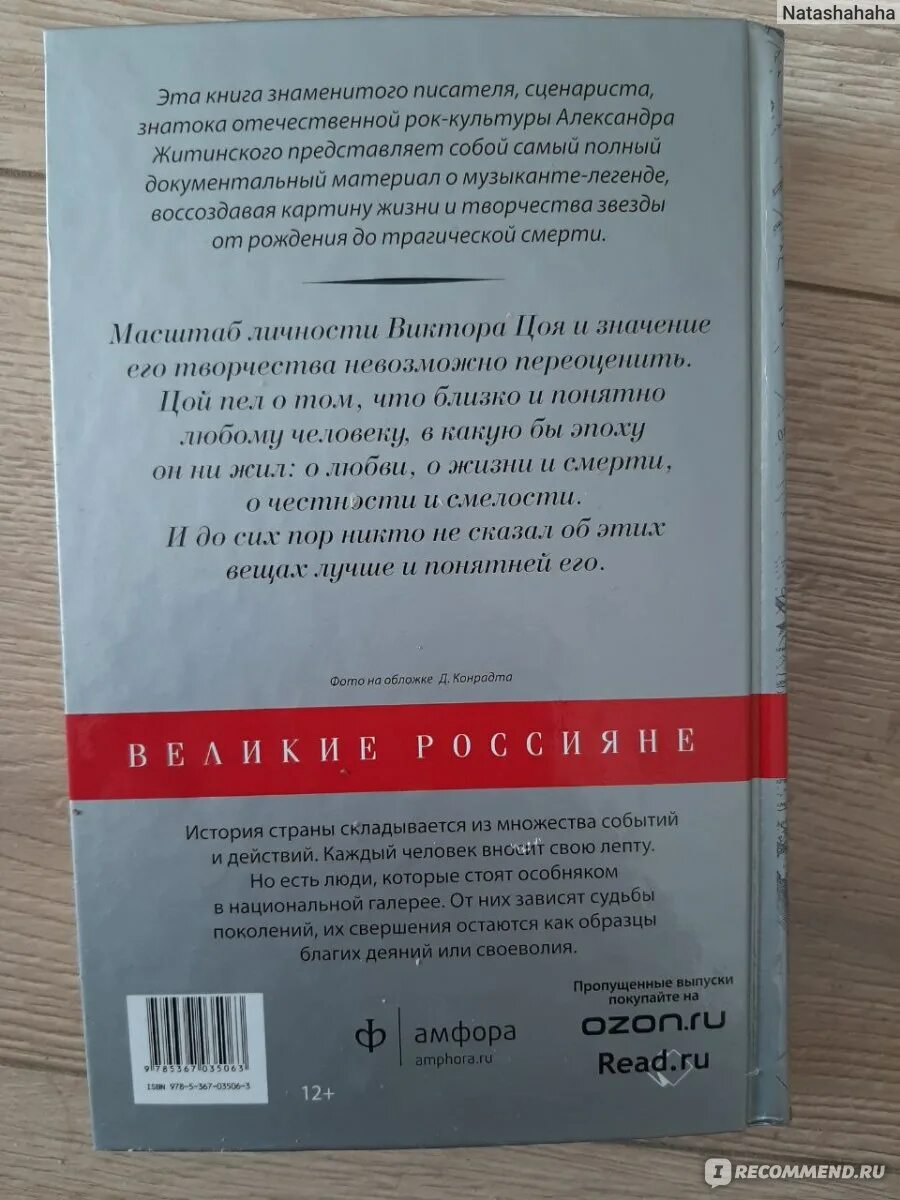 Natashahaha
Эта книга знаменитого писателя, сценариста,
знатока отечественной рок-культуры Александра
Житинского представляет собой самый полный
документальный материал о музыканте-легенде,
воссоздавая картину жизни и творчества звезды
от рождения до трагической смерти.
Масштаб личности Виктора Цоя и значение
его творчества невозможно переоценить.
Цой пел о том, что близко и понятно
любому человеку, в какую бы эпоху
он ни жил: о любви, о жизни и смерти,
о честности и смелости.
И до сих пор никто не сказал об этих
вещах лучше и понятней его.
Фото на обложке Д. Конрадта
ВЕЛИКИЕ РОССИЯНЕ
История страны складывается из множества событий
и действий. Каждый человек вносит свою лепту.
Но есть люди, которые стоят особняком
в национальной галерее. От них зависят судьбы
поколений, их свершения остаются как образцы
благих деяний или своеволия.
9 785367 035063
ISBN 978-5-367-03506-3
12+
Ф амфора
amphora.ru
Пропущенные выпуски
покупайте на
ozon.ru
Read.ru
IRECOMMEND.RU